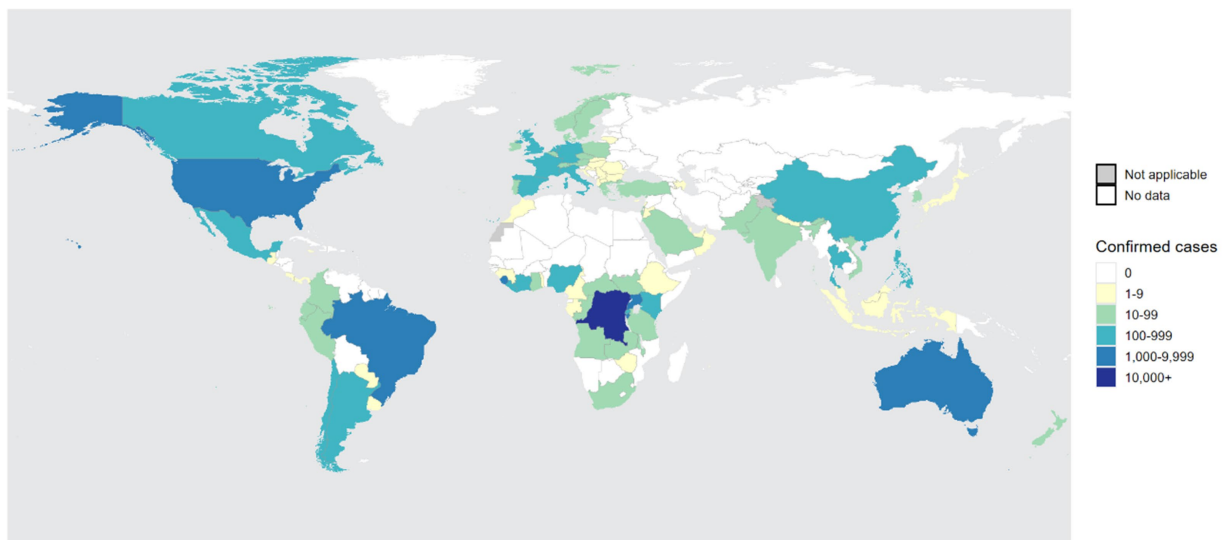 Not applicable
No data
Confirmed cases
0
1-9
10-99
100-999
1,000-9,999
10,000+